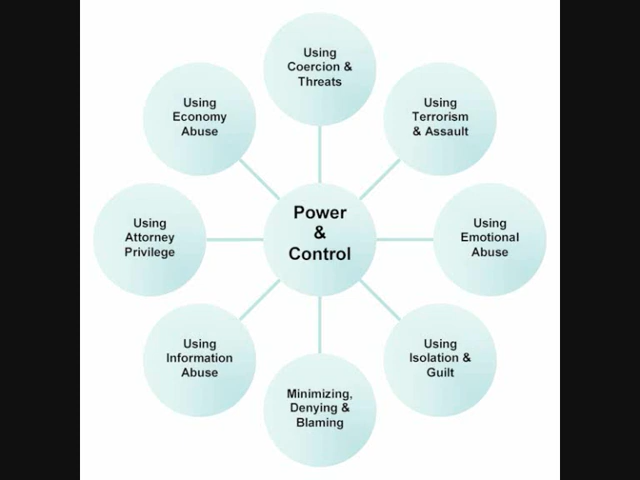 Using
Coercion &
Threats
Using
Terrorism
& Assault
Using
Emotional
Abuse
Using
Isolation &
Guilt
Minimizing,
Denying &
Blaming
Using
Information
Abuse
Using
Attorney
Privilege
Using
Economy
Abuse
Power
&
Control